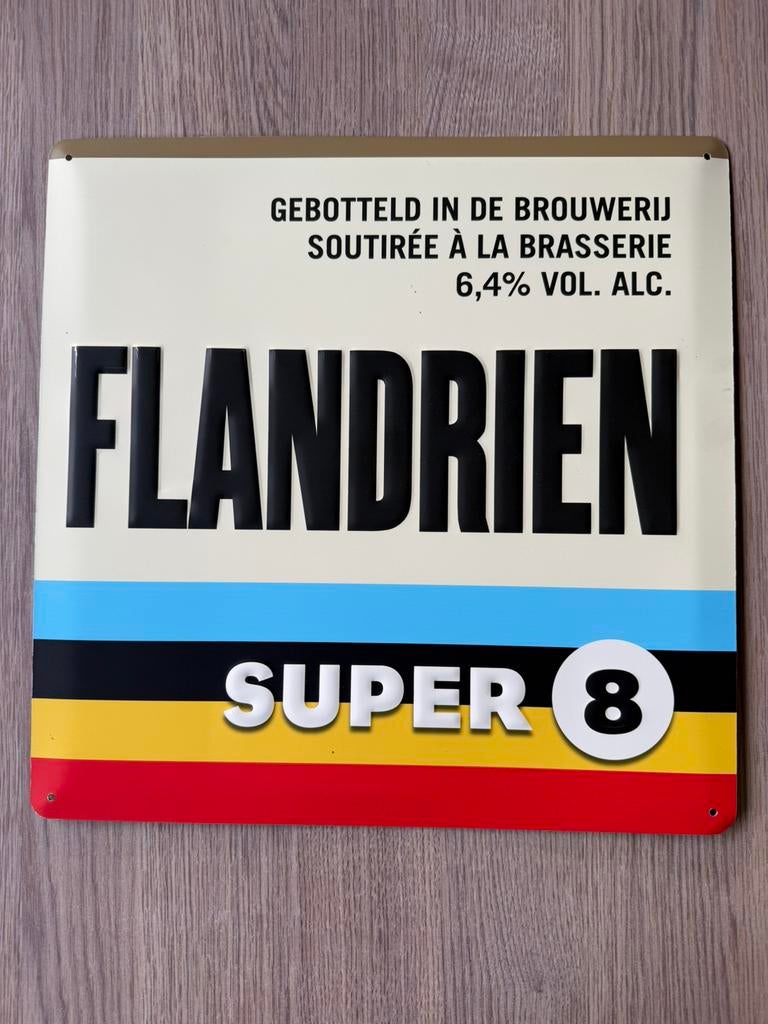 GEBOTTELD IN DE BROUWERIJ
SOUTIRÉE À LA BRASSERIE
6,4% VOL. ALC.
FLANDRIEN
SUPER 8